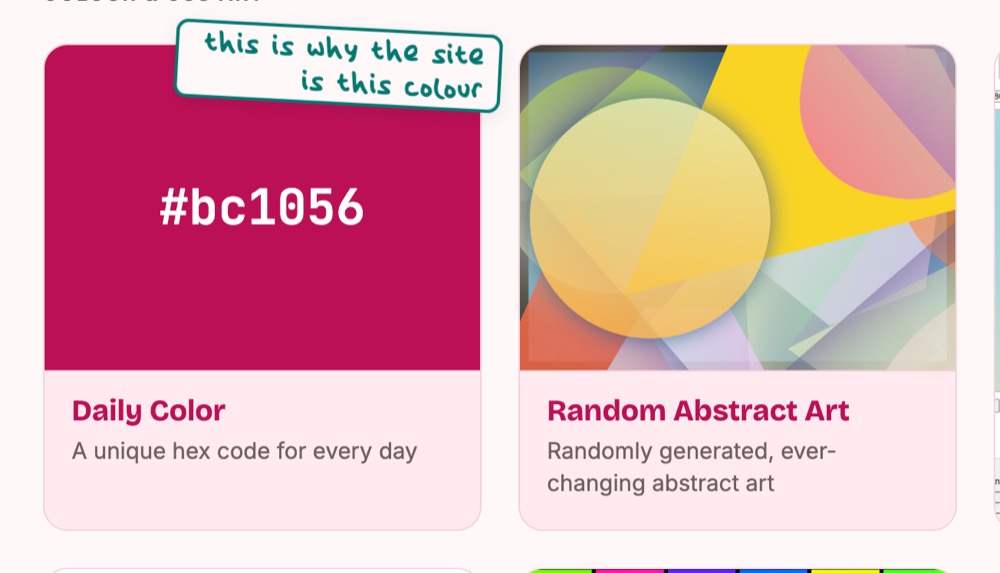 this is why the site
is this colour
#bc1056
Daily Color
A unique hex code for every day
Random Abstract Art
Randomly generated, ever-
changing abstract art